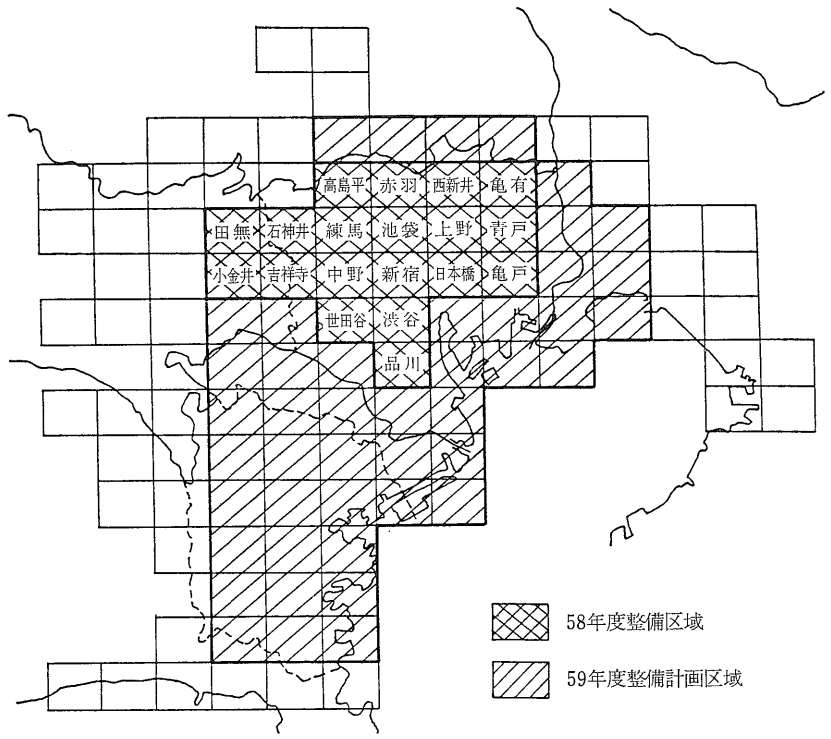 高島平 赤羽 西新井 亀有
田無 石神井 練馬 池袋 上野 青戸
小金井 吉祥寺 中野 新宿 日本橋 亀戸
世田谷 渋谷
品川
58年度整備区域
59年度整備計画区域